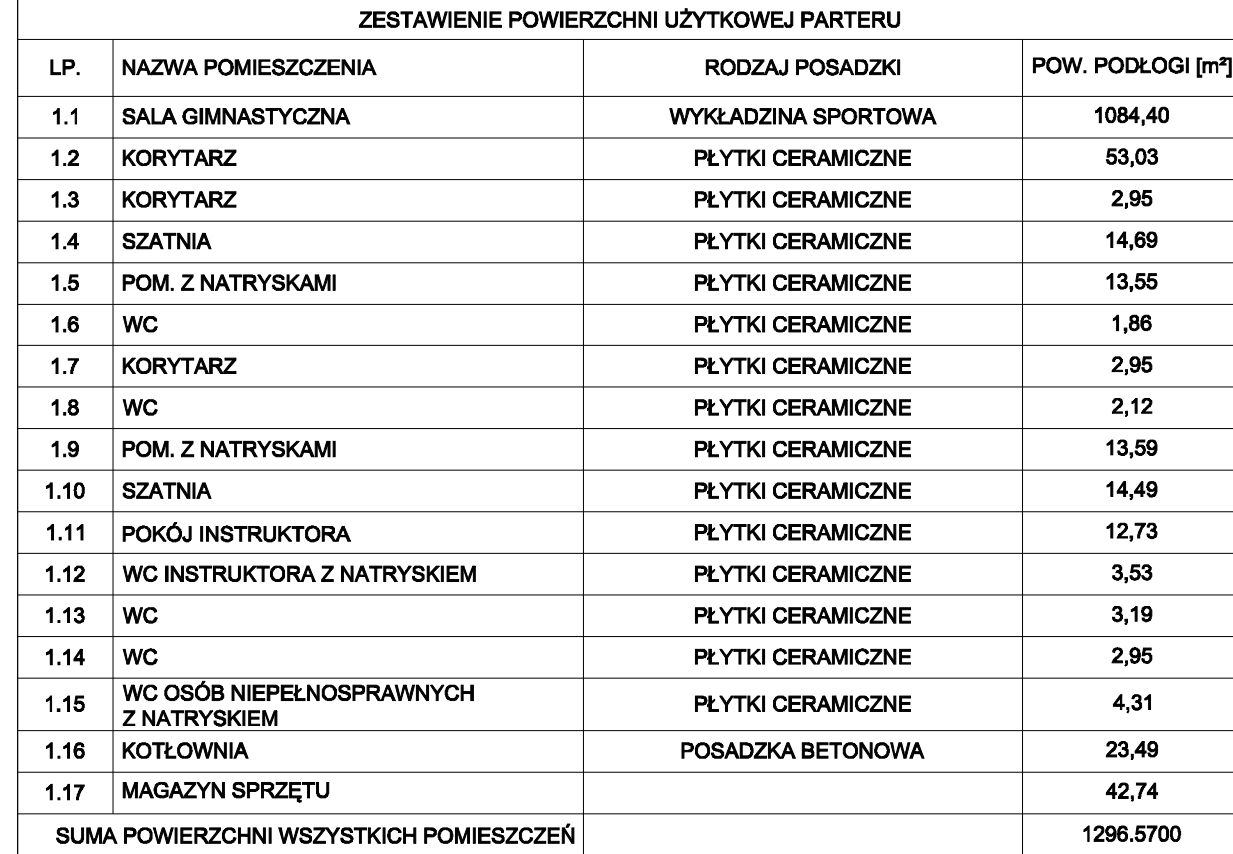 ZESTAWIENIE POWIERZCHNI UŻYTKOWEJ PARTERU
LP. NAZWA POMIESZCZENIA RODZAJ POSADZKI POW. PODŁOGI [m²]
1.1 SALA GIMNASTYCZNA WYKŁADZINA SPORTOWA 1084,40
1.2 KORYTARZ PŁYTKI CERAMICZNE 53,03
1.3 KORYTARZ PŁYTKI CERAMICZNE 2,95
1.4 SZATNIA PŁYTKI CERAMICZNE 14,69
1.5 POM. Z NATRYSKAMI PŁYTKI CERAMICZNE 13,55
1.6 WC PŁYTKI CERAMICZNE 1,86
1.7 KORYTARZ PŁYTKI CERAMICZNE 2,95
1.8 WC PŁYTKI CERAMICZNE 2,12
1.9 POM. Z NATRYSKAMI PŁYTKI CERAMICZNE 13,59
1.10 SZATNIA PŁYTKI CERAMICZNE 14,49
1.11 POKÓJ INSTRUKTORA PŁYTKI CERAMICZNE 12,73
1.12 WC INSTRUKTORA Z NATRYSKIEM PŁYTKI CERAMICZNE 3,53
1.13 WC PŁYTKI CERAMICZNE 3,19
1.14 WC PŁYTKI CERAMICZNE 2,95
1.15 WC OSÓB NIEPEŁNOSPRAWNYCH
Z NATRYSKIEM PŁYTKI CERAMICZNE 4,31
1.16 KOTŁOWNIA POSADZKA BETONOWA 23,49
1.17 MAGAZYN SPRZĘTU 42,74
SUMA POWIERZCHNI WSZYSTKICH POMIESZCZEŃ 1296.5700